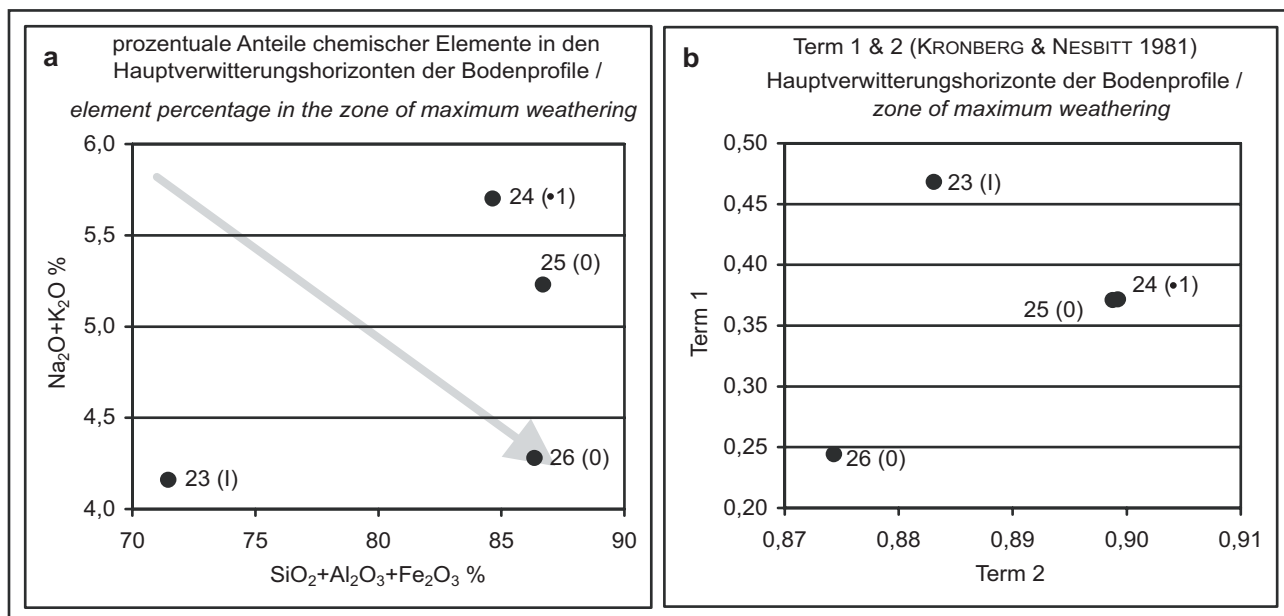 a
prozentuale Anteile chemischer Elemente in den
Hauptverwitterungshorizonten der Bodenprofile /
element percentage in the zone of maximum weathering
6,0
5,5
5,0
4,5
4,0
Na₂O+K₂O %
24 (•1)
25 (0)
26 (0)
23 (I)
70
75
80
85
90
SiO₂+Al₂O₃+Fe₂O₃ %
b
Term 1 & 2 (KRONBERG & NESBITT 1981)
Hauptverwitterungshorizonte der Bodenprofile /
zone of maximum weathering
0,50
0,45
0,40
0,35
0,30
0,25
0,20
Term 1
23 (I)
24 (•1)
25 (0)
26 (0)
0,87
0,88
0,89
0,90
0,91
Term 2